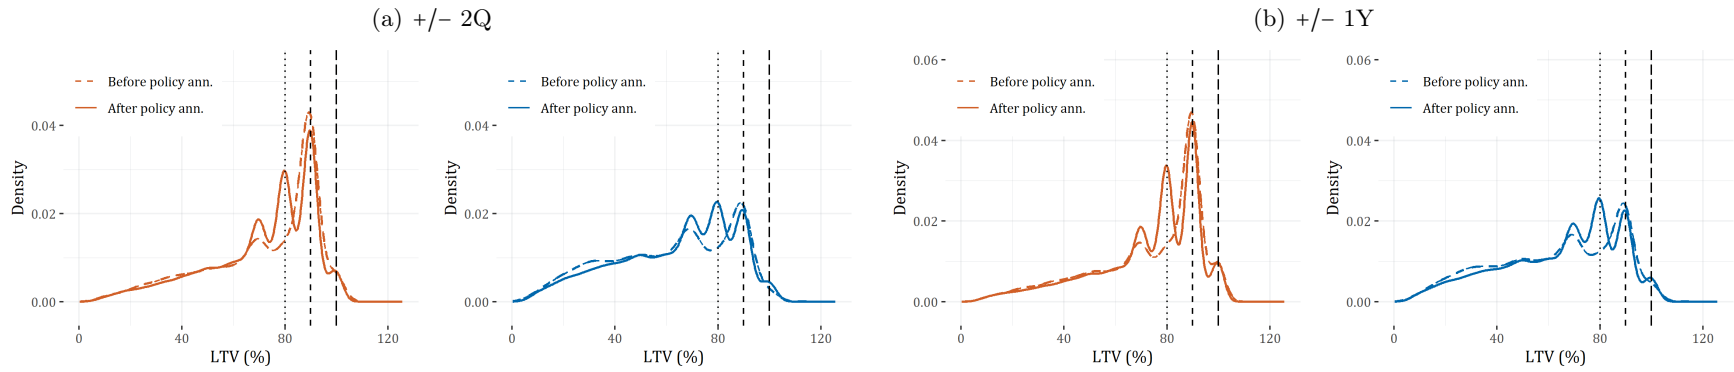 (a) +/− 2Q
Before policy ann.
After policy ann.
Density
0.04
0.02
0.00
0
40
80
120
LTV (%)
Before policy ann.
After policy ann.
Density
0.04
0.02
0.00
0
40
80
120
LTV (%)
(b) +/− 1Y
Before policy ann.
After policy ann.
Density
0.06
0.04
0.02
0.00
0
40
80
120
LTV (%)
Before policy ann.
After policy ann.
Density
0.06
0.04
0.02
0.00
0
40
80
120
LTV (%)